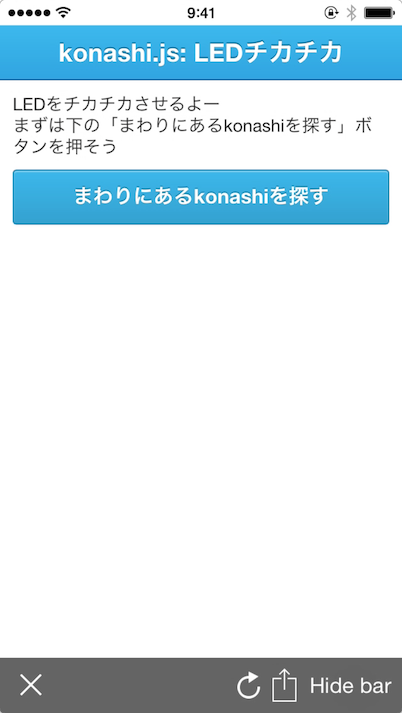 9:41
konashi.js: LEDチカチカ
LEDをチカチカさせるよー
まずは下の「まわりにあるkonashiを探す」ボ
タンを押そう
まわりにあるkonashiを探す
Hide bar